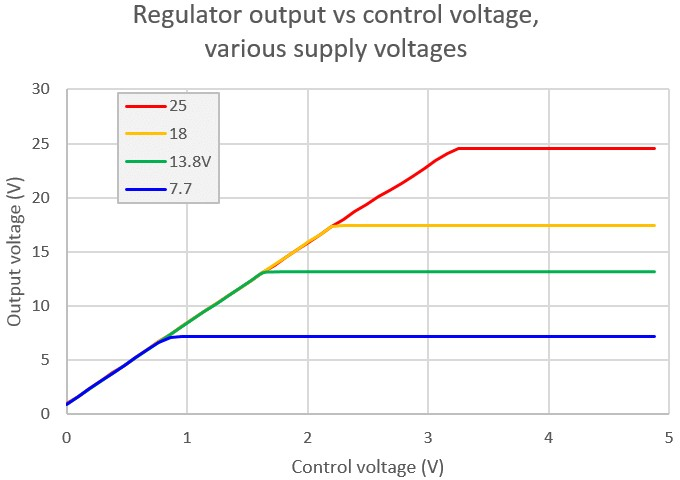 Regulator output vs control voltage,
various supply voltages
30
25
20
15
10
5
0
Output voltage (V)
25
18
13.8V
7.7
0 1 2 3 4 5
Control voltage (V)